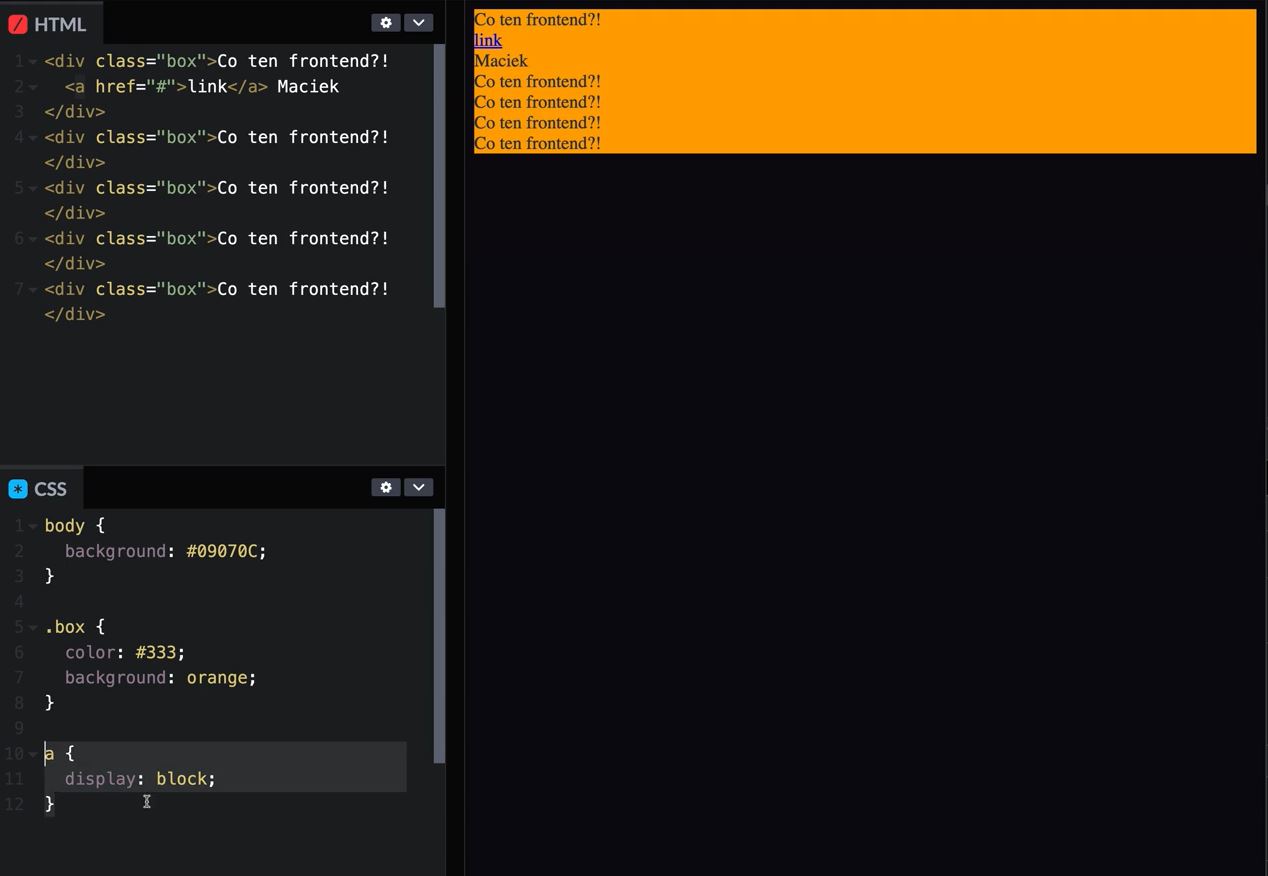 HTML
1 <div class="box">Co ten frontend?!
2 <a href="#">link</a> Maciek
3 </div>
4 <div class="box">Co ten frontend?!
</div>
5 <div class="box">Co ten frontend?!
</div>
6 <div class="box">Co ten frontend?!
</div>
7 <div class="box">Co ten frontend?!
</div>
CSS
1 body {
2 background: #09070C;
3 }
4
5 .box {
6 color: #333;
7 background: orange;
8 }
9
10 a {
11 display: block;
12 }
Co ten frontend?!
link
Maciek
Co ten frontend?!
Co ten frontend?!
Co ten frontend?!
Co ten frontend?!